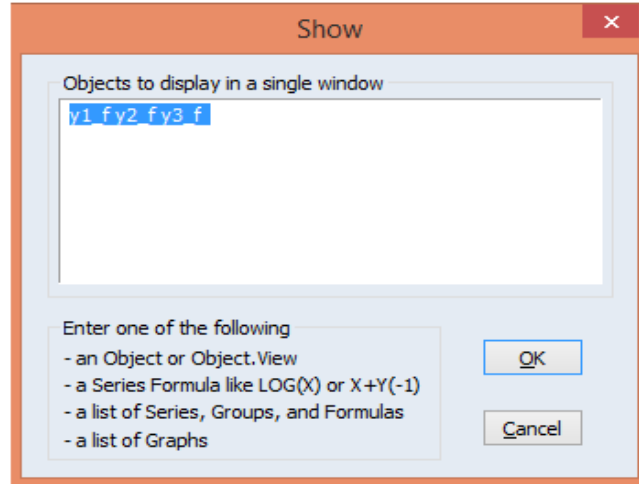 Show
Objects to display in a single window
y1_f y2_f y3_f
Enter one of the following
- an Object or Object.View
- a Series Formula like LOG(X) or X+Y(-1)
- a list of Series, Groups, and Formulas
- a list of Graphs
OK
Cancel